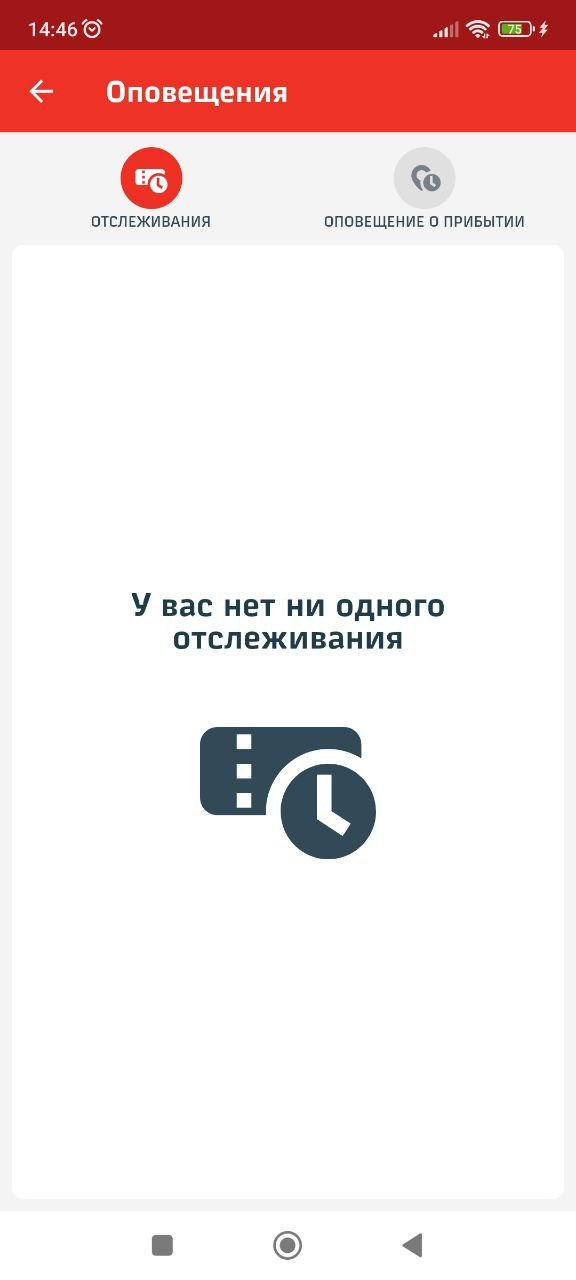 14:46
75
Оповещения
ОТСЛЕЖИВАНИЯ
ОПОВЕЩЕНИЕ О ПРИБЫТИИ
У вас нет ни одного
отслеживания